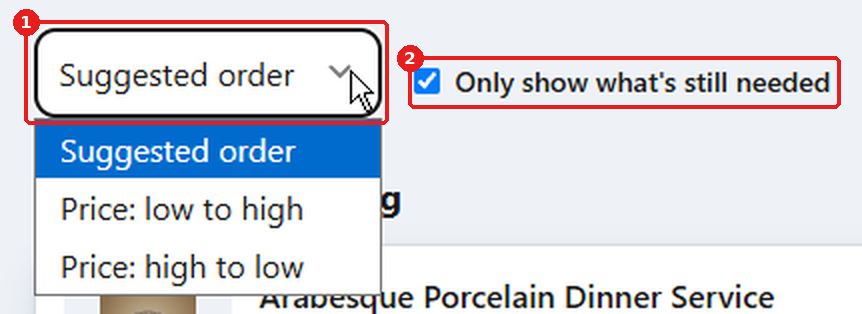 1
Suggested order
2
Only show what's still needed
Suggested order
Price: low to high
g
Price: high to low
Arabesque Porcelain Dinner Service